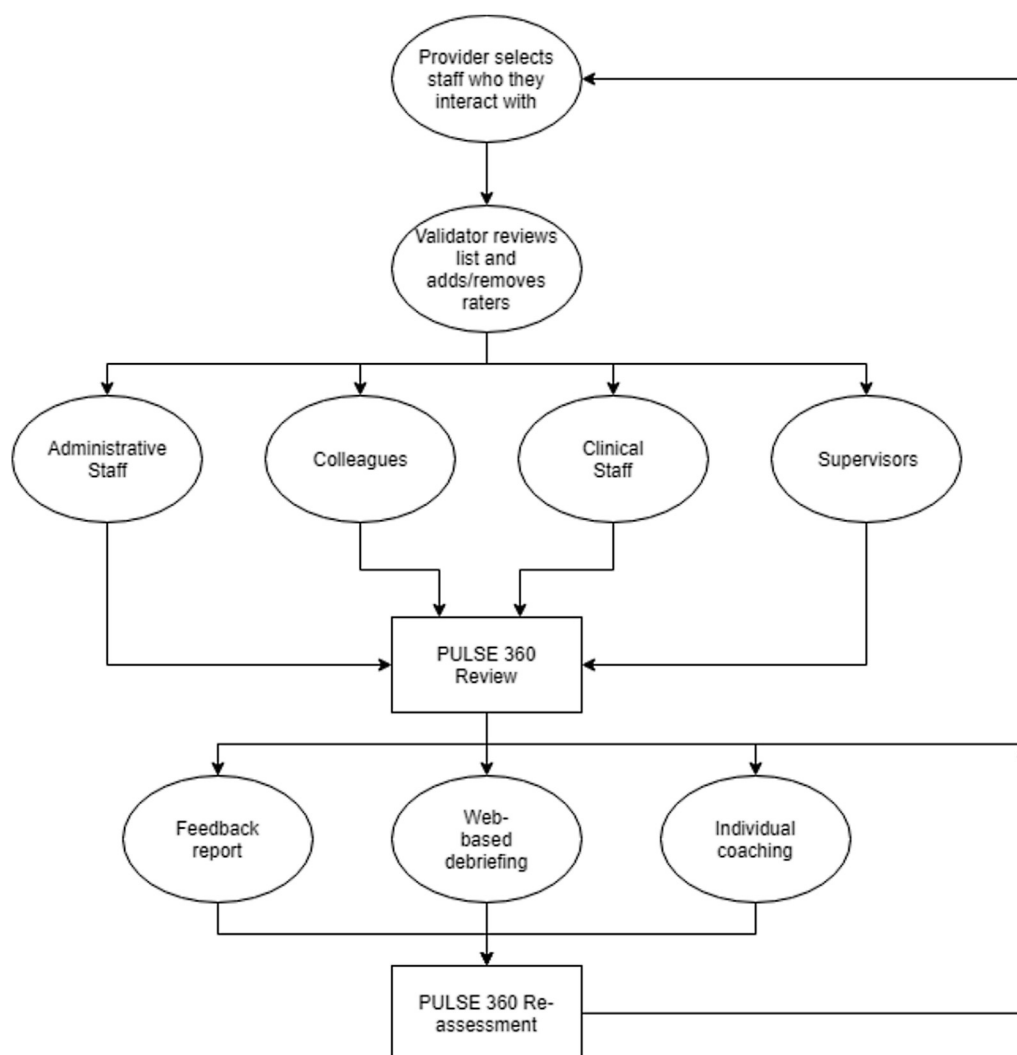 Provider selects
staff who they
interact with
Validator reviews
list and
adds/removes
raters
Administrative
Staff
Colleagues
Clinical
Staff
Supervisors
PULSE 360
Review
Feedback
report
Web-
based
debriefing
Individual
coaching
PULSE 360 Re-
assessment